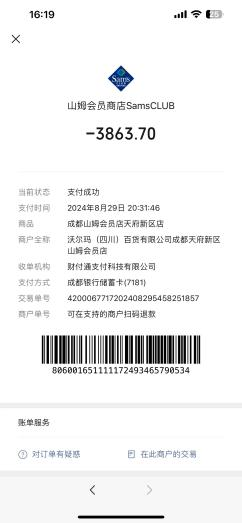 16:19
25
Sams
山姆会员商店SamsCLUB
-3863.70
当前状态 支付成功
支付时间 2024年8月29日 20:31:46
商品 成都山姆会员店天府新区店
商户全称 沃尔玛（四川）百货有限公司成都天府新区
山姆会员店
收单机构 财付通支付科技有限公司
支付方式 成都银行储蓄卡(7181)
交易单号 4200067717202408295458251857
商户单号 可在支持的商户扫码退款
806001651111172493465790534
账单服务
对订单有疑惑
在此商户的交易